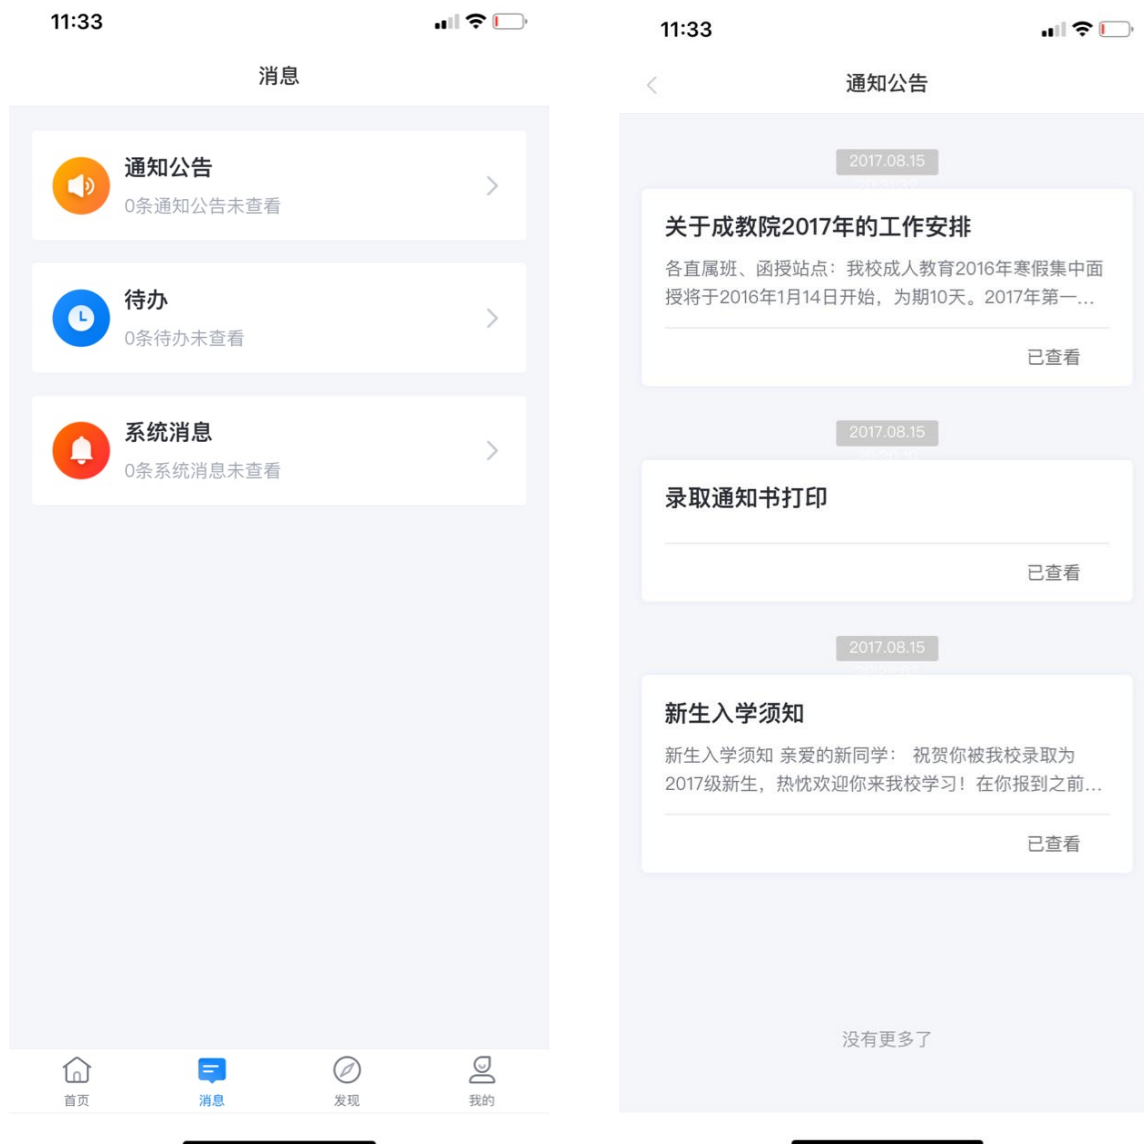 11:33
消息
通知公告
0条通知公告未查看
待办
0条待办未查看
系统消息
0条系统消息未查看
首页
消息
发现
我的
11:33
通知公告
2017.08.15
关于成教院2017年的工作安排
各直属班、函授站点：我校成人教育2016年寒假集中面
授将于2016年1月14日开始，为期10天。2017年第一...
已查看
2017.08.15
录取通知书打印
已查看
2017.08.15
新生入学须知
新生入学须知 亲爱的新同学： 祝贺你被我校录取为
2017级新生，热忱欢迎你来我校学习！在你报到之前...
已查看
没有更多了